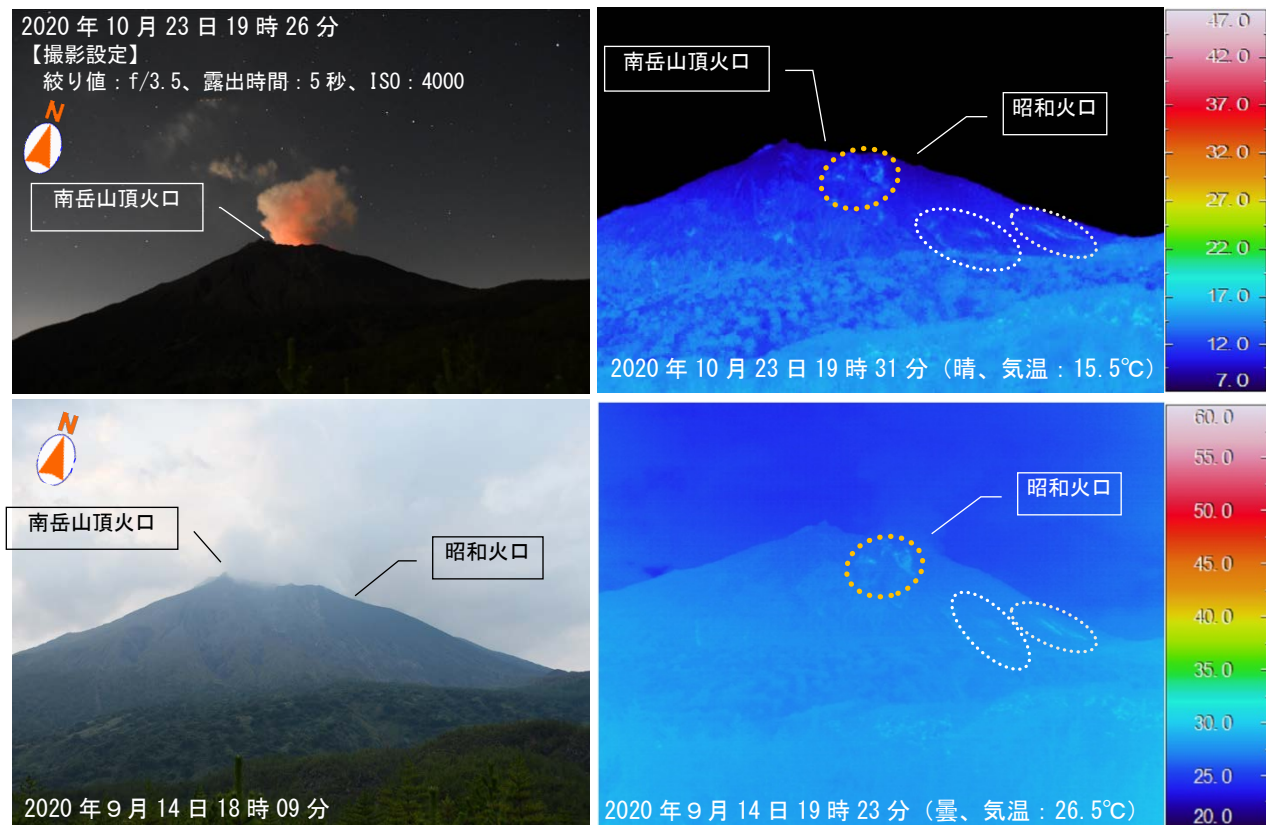 2020年10月23日19時26分
【撮影設定】
絞り値：f/3.5、露出時間：5秒、ISO：4000
N
南岳山頂火口
南岳山頂火口
昭和火口
2020年10月23日19時31分（晴、気温：15.5℃）
47.0
42.0
37.0
32.0
27.0
22.0
17.0
12.0
7.0
N
南岳山頂火口
昭和火口
2020年９月14日18時09分
昭和火口
2020年９月14日19時23分（曇、気温：26.5℃）
60.0
55.0
50.0
45.0
40.0
35.0
30.0
25.0
20.0